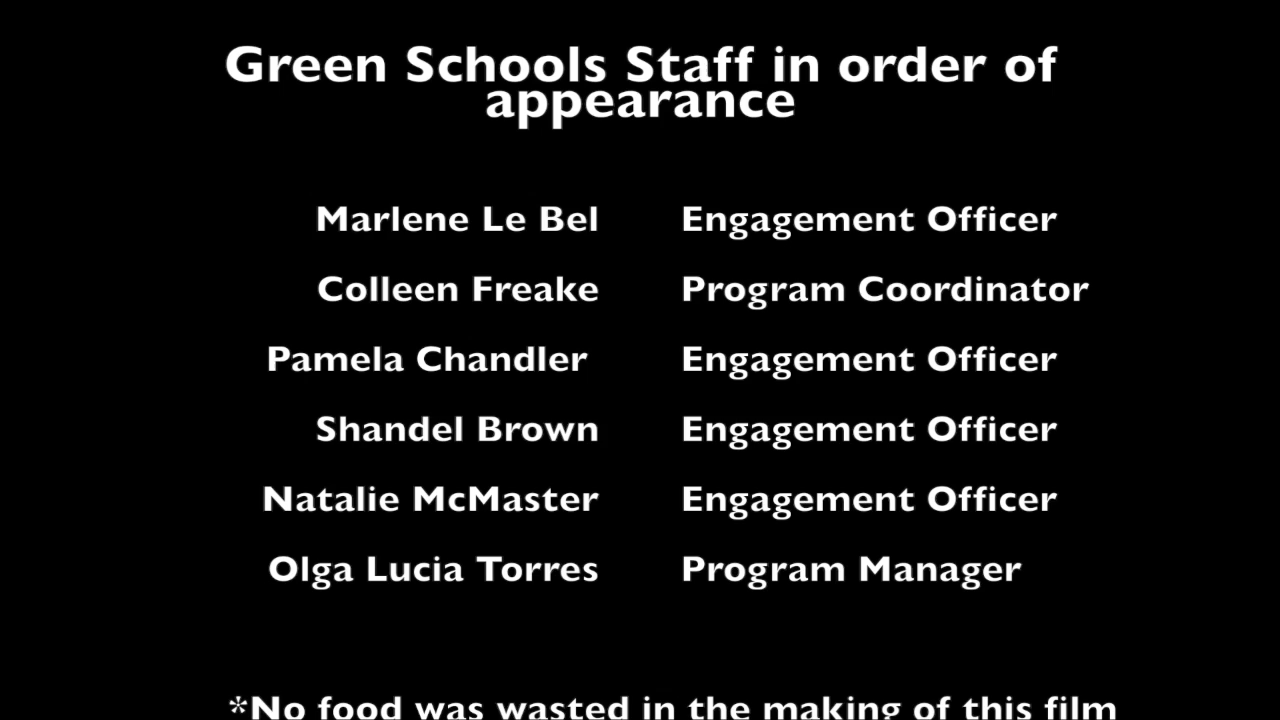 Green Schools Staff in order of
appearance
Marlene Le Bel Engagement Officer
Colleen Freake Program Coordinator
Pamela Chandler Engagement Officer
Shandel Brown Engagement Officer
Natalie McMaster Engagement Officer
Olga Lucia Torres Program Manager
*No food was wasted in the making of this film